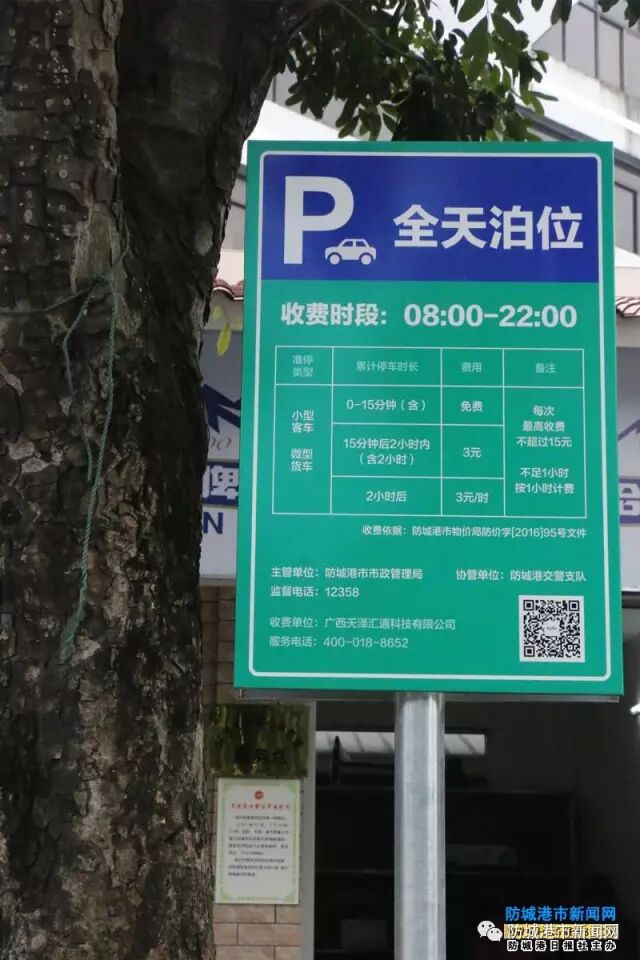 P 全天泊位
收费时段：08:00-22:00
准停类型 累计停车时长 费用 备注
小型客车
微型货车
0-15分钟（含） 免费
15分钟后2小时内（含2小时） 3元
2小时后 3元/时
每次
最高收费
不超过15元
不足1小时
按1小时计费
收费依据：防城港市物价局防价字[2016]95号文件
主管单位：防城港市市政管理局 协管单位：防城港交警支队
监督电话：12358
收费单位：广西天泽汇通科技有限公司
服务电话：400-018-8652
防城港市新闻网
防城港市新闻网
防城港日报社主办